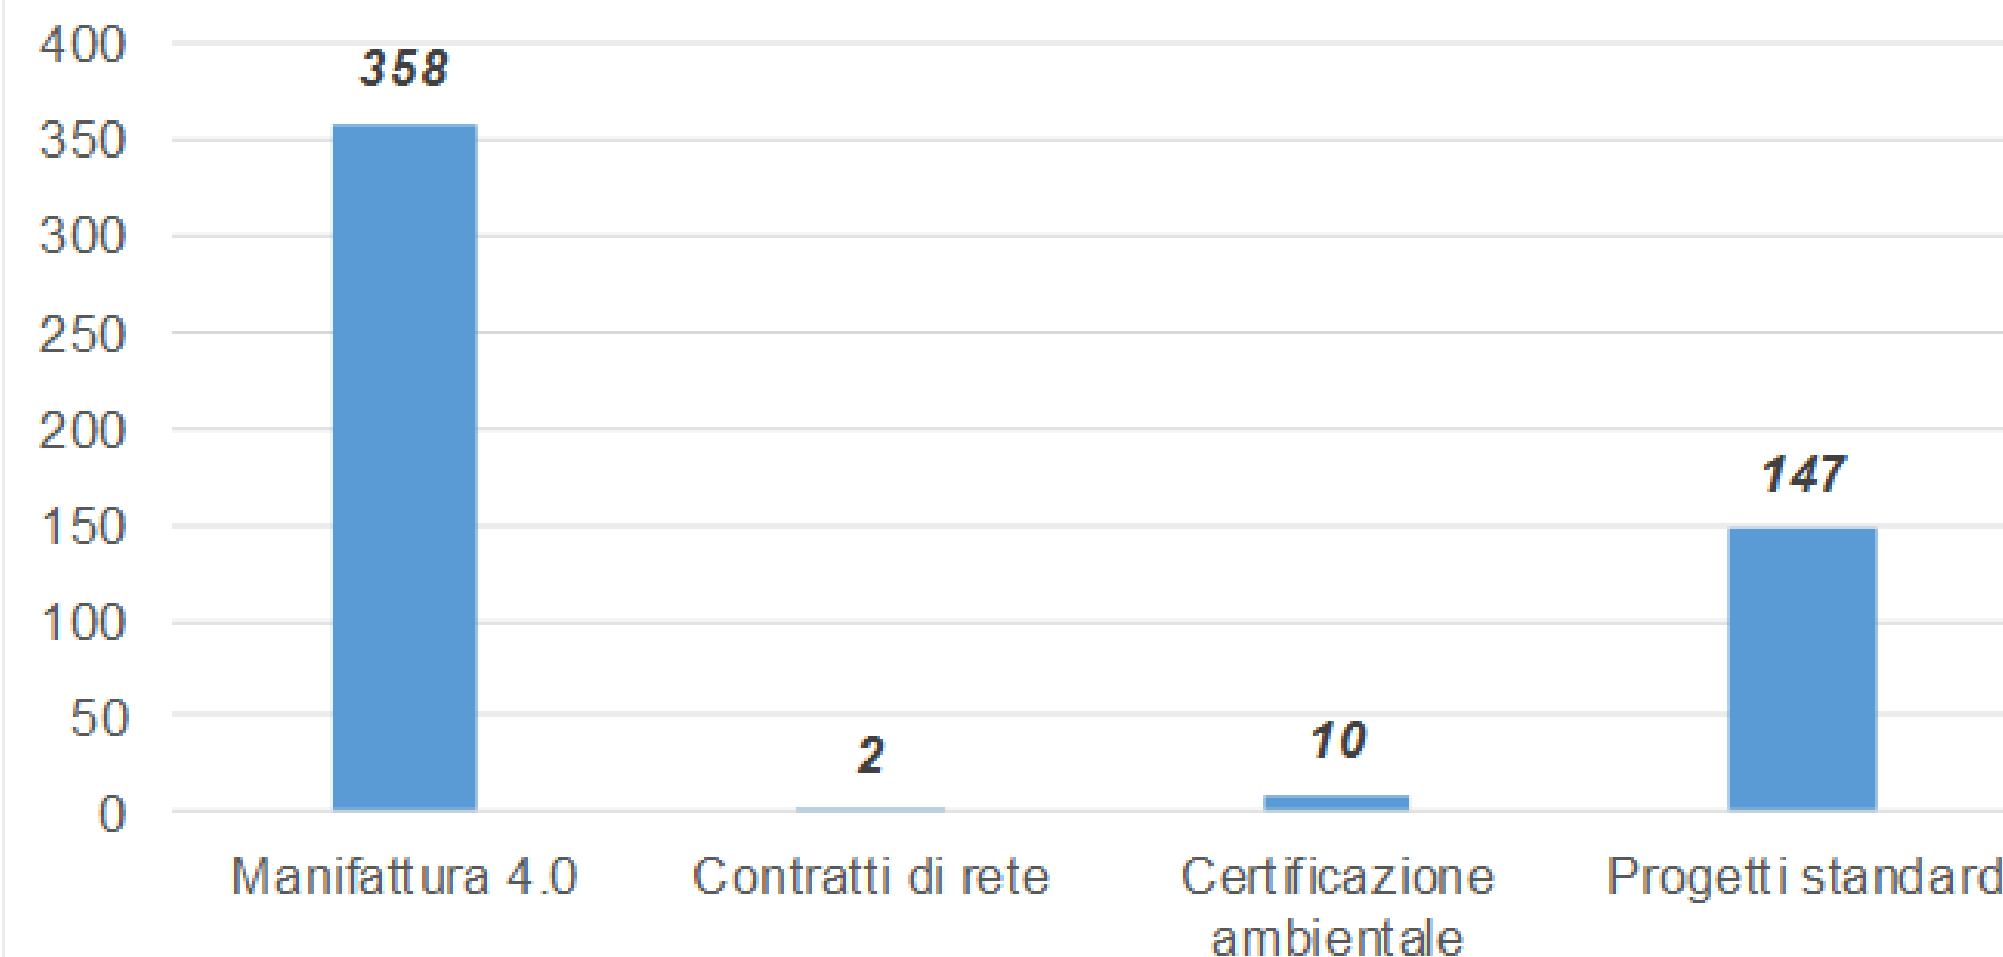 400
358
350
300
250
200
147
150
100
50
10
2
0
Manifattura 4.0
Contratti di rete
Certificazione
ambientale
Progetti standard